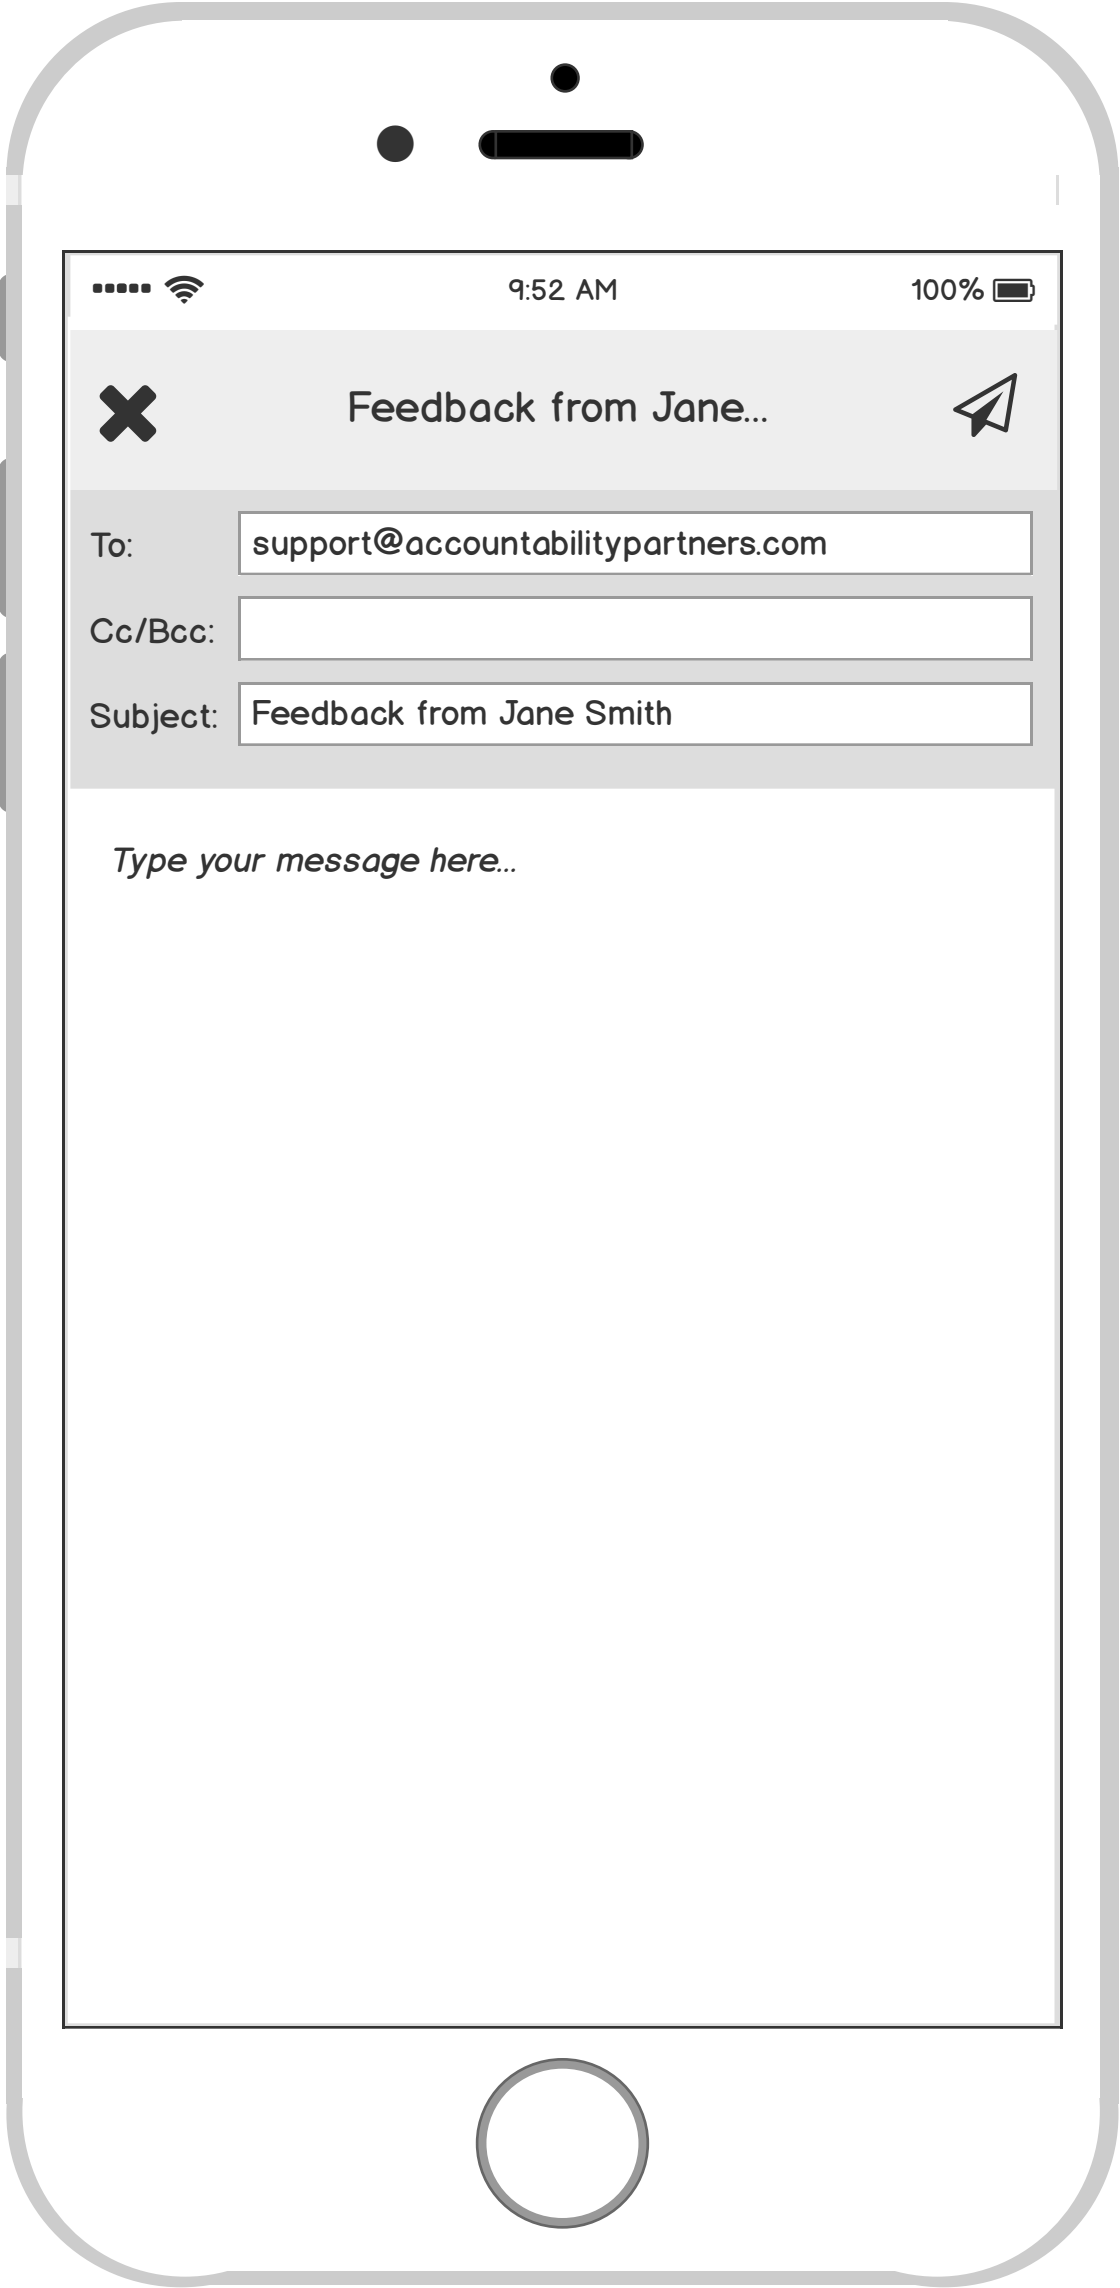 9:52 AM 100%
Feedback from Jane...
To: support@accountabilitypartners.com
Cc/Bcc:
Subject: Feedback from Jane Smith
Type your message here...